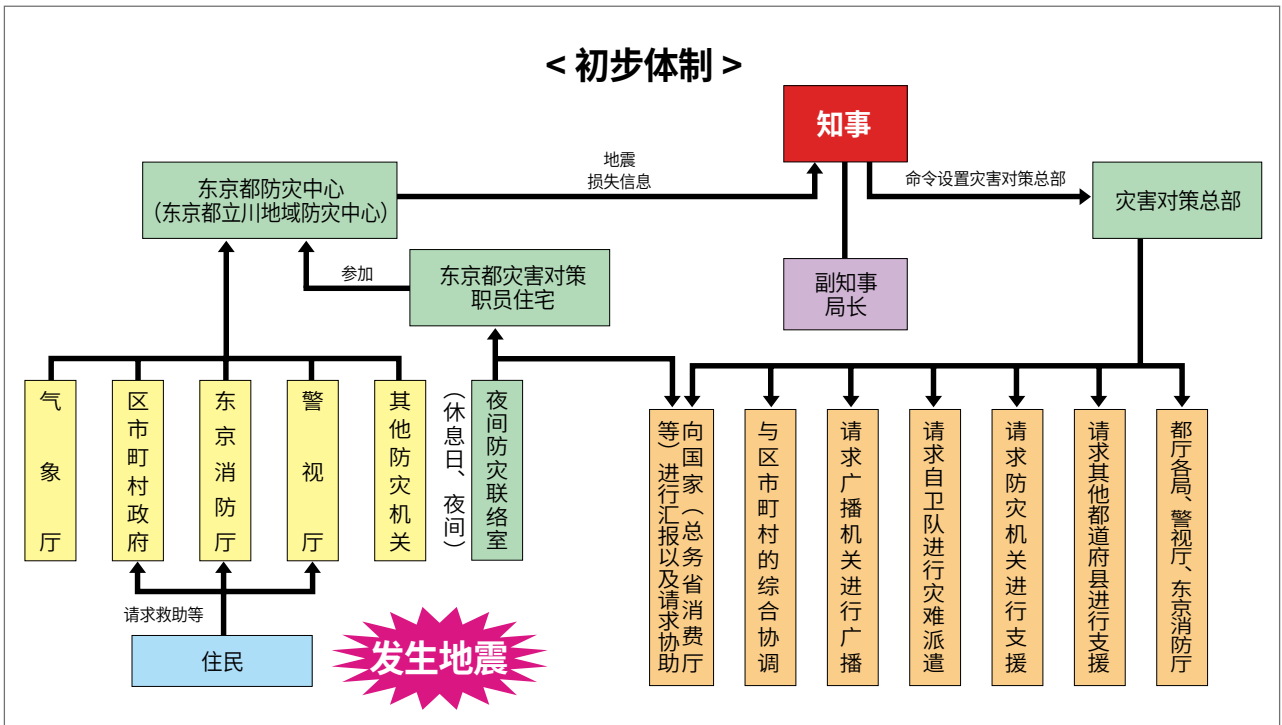 < 初步体制 >
知事
地震
损失信息
命令设置灾害对策总部
东京都防灾中心
（东京都立川地域防灾中心）
灾害对策总部
参加
东京都灾害对策
职员住宅
副知事
局长
气象厅
区市町村政府
东京消防厅
警视厅
其他防灾机关
（休息日、夜间）
夜间防灾联络室
向国家（总务省消费厅
等）进行汇报以及请求协助
与区市町村的综合协调
请求广播机关进行广播
请求自卫队进行灾难派遣
请求防灾机关进行支援
请求其他都道府县进行支援
都厅各局、警视厅、东京消防厅
请求救助等
住民
发生地震